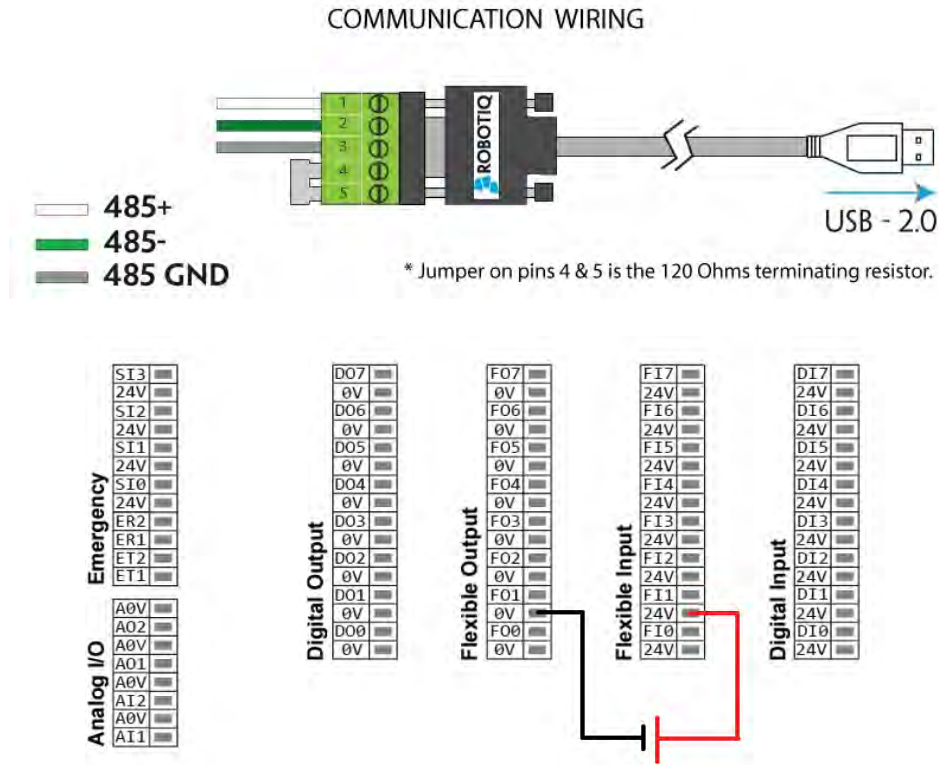 COMMUNICATION WIRING
1
2
3
4
5
ROBOTIQ
485+
485-
485 GND
USB - 2.0
* Jumper on pins 4 & 5 is the 120 Ohms terminating resistor.
Emergency
SI3
24V
SI2
24V
SI1
24V
SI0
24V
ER2
ER1
ET2
ET1
Analog I/O
A0V
AO2
A0V
AO1
A0V
AI2
A0V
AI1
Digital Output
DO7
0V
DO6
0V
DO5
0V
DO4
0V
DO3
0V
DO2
0V
DO1
0V
DO0
0V
Flexible Output
FO7
0V
FO6
0V
FO5
0V
FO4
0V
FO3
0V
FO2
0V
FO1
0V
FO0
0V
Flexible Input
FI7
24V
FI6
24V
FI5
24V
FI4
24V
FI3
24V
FI2
24V
FI1
24V
FI0
24V
Digital Input
DI7
24V
DI6
24V
DI5
24V
DI4
24V
DI3
24V
DI2
24V
DI1
24V
DI0
24V